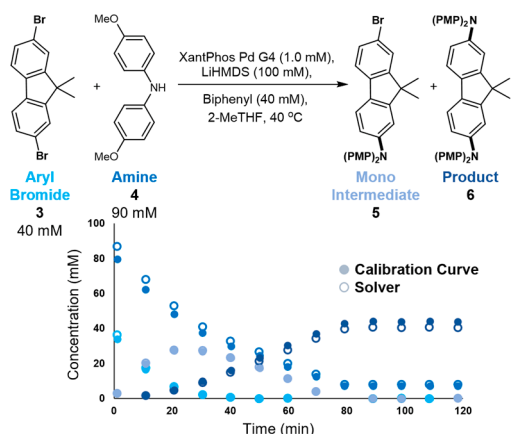 Br
Br
MeO
NH
MeO
+
XantPhos Pd G4 (1.0 mM),
LiHMDS (100 mM),
Biphenyl (40 mM),
2-MeTHF, 40 °C
Br
(PMP)₂N
+
(PMP)₂N
(PMP)₂N
Aryl
Bromide
3
40 mM
Amine
4
90 mM
Mono
Intermediate
5
Product
6
Concentration (mM)
100
80
60
40
20
0
Calibration Curve
Solver
0
20
40
60
80
100
120
Time (min)